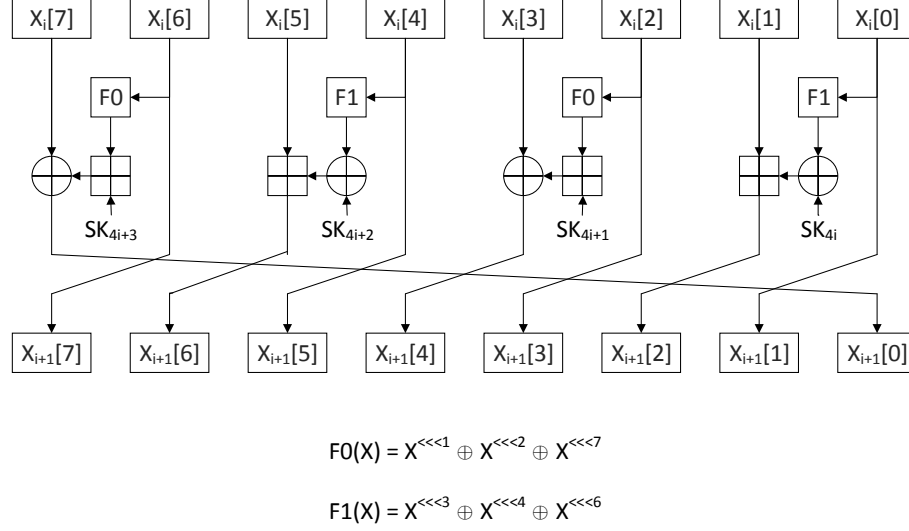 Xᵢ[7] Xᵢ[6] Xᵢ[5] Xᵢ[4] Xᵢ[3] Xᵢ[2] Xᵢ[1] Xᵢ[0]
F0 F1 F0 F1
SK₄ᵢ₊₃ SK₄ᵢ₊₂ SK₄ᵢ₊₁ SK₄ᵢ
Xᵢ₊₁[7] Xᵢ₊₁[6] Xᵢ₊₁[5] Xᵢ₊₁[4] Xᵢ₊₁[3] Xᵢ₊₁[2] Xᵢ₊₁[1] Xᵢ₊₁[0]
F0(X) = X^<<<1 ⊕ X^<<<2 ⊕ X^<<<7
F1(X) = X^<<<3 ⊕ X^<<<4 ⊕ X^<<<6